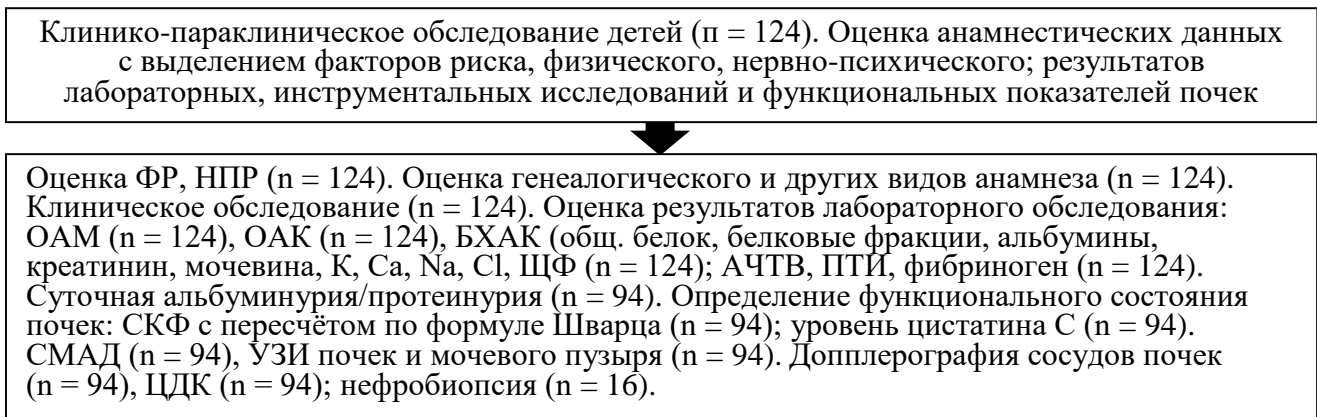 Клинико-параклиническое обследование детей (п = 124). Оценка анамнестических данных
с выделением факторов риска, физического, нервно-психического; результатов
лабораторных, инструментальных исследований и функциональных показателей почек
Оценка ФР, НПР (n = 124). Оценка генеалогического и других видов анамнеза (n = 124).
Клиническое обследование (n = 124). Оценка результатов лабораторного обследования:
ОАМ (n = 124), ОАК (n = 124), БХАК (общ. белок, белковые фракции, альбумины,
креатинин, мочевина, K, Ca, Na, Cl, ЩФ (n = 124); АЧТВ, ПТИ, фибриноген (n = 124).
Суточная альбуминурия/протеинурия (n = 94). Определение функционального состояния
почек: СКФ с пересчётом по формуле Шварца (n = 94); уровень цистатина С (n = 94).
СМАД (n = 94), УЗИ почек и мочевого пузыря (n = 94). Допплерография сосудов почек
(n = 94), ЦДК (n = 94); нефробиопсия (n = 16).